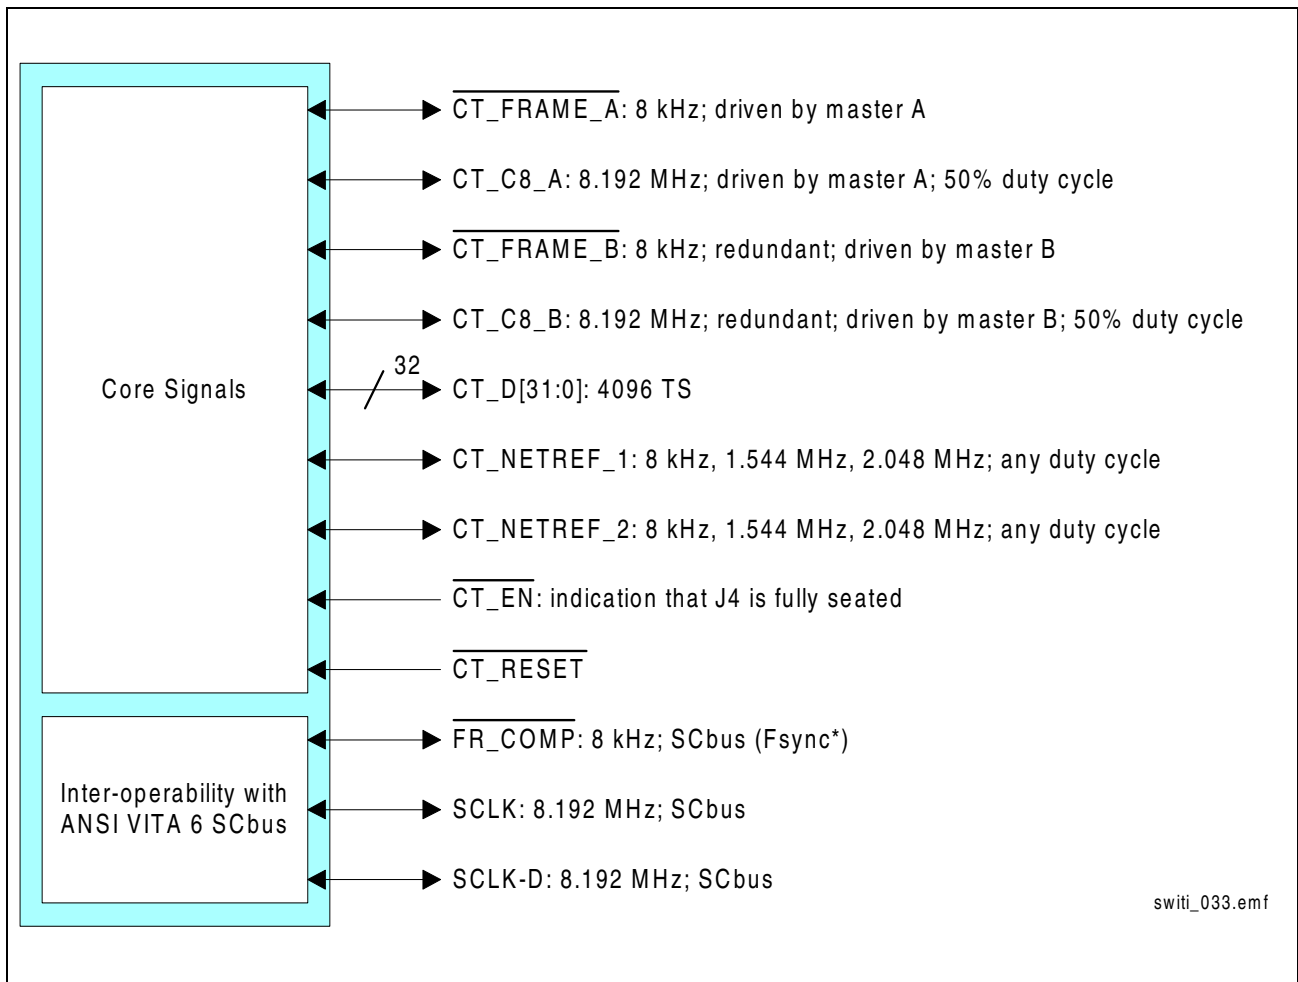 CT_FRAME_A: 8 kHz; driven by master A
CT_C8_A: 8.192 MHz; driven by master A; 50% duty cycle
CT_FRAME_B: 8 kHz; redundant; driven by master B
CT_C8_B: 8.192 MHz; redundant; driven by master B; 50% duty cycle
Core Signals
32
CT_D[31:0]: 4096 TS
CT_NETREF_1: 8 kHz, 1.544 MHz, 2.048 MHz; any duty cycle
CT_NETREF_2: 8 kHz, 1.544 MHz, 2.048 MHz; any duty cycle
CT_EN: indication that J4 is fully seated
CT_RESET
FR_COMP: 8 kHz; SCbus (Fsync*)
Inter-operability with
ANSI VITA 6 SCbus
SCLK: 8.192 MHz; SCbus
SCLK-D: 8.192 MHz; SCbus
switi_033.emf